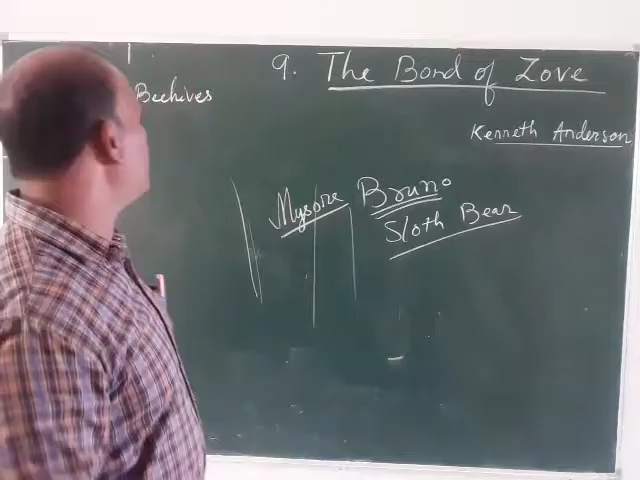 9. The Bond of Love
Beehives
Kenneth Anderson
Mysore Bruno
Sloth Bear